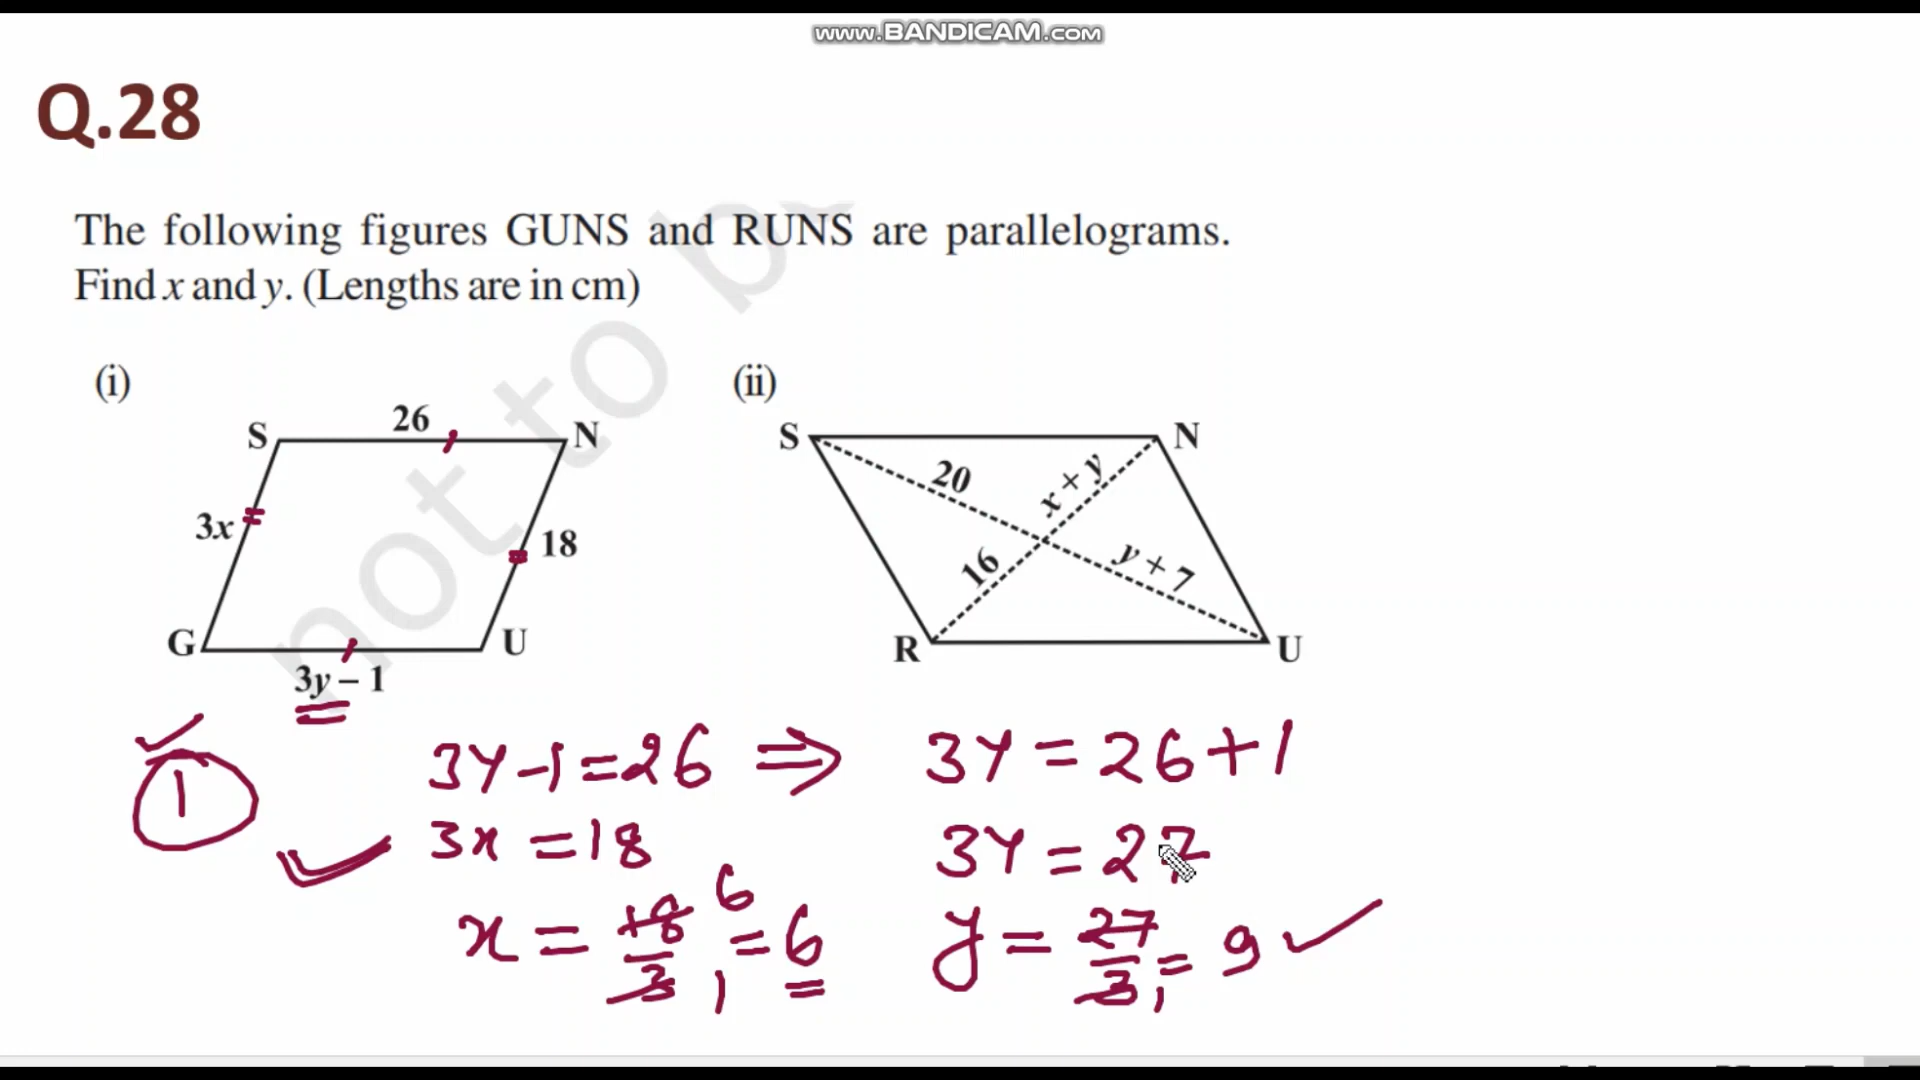 www.BANDICAM.com
Q.28
The following figures GUNS and RUNS are parallelograms.
Find x and y. (Lengths are in cm)
not to b
(i)
S
26
N
3x
18
G
U
3y – 1
(ii)
S
N
20
x + y
16
y + 7
R
U
1
3y-1=26 ⇒ 3y=26+1
3x=18
3y=27
x=18/3=6
6
1
y=27/3=9
1